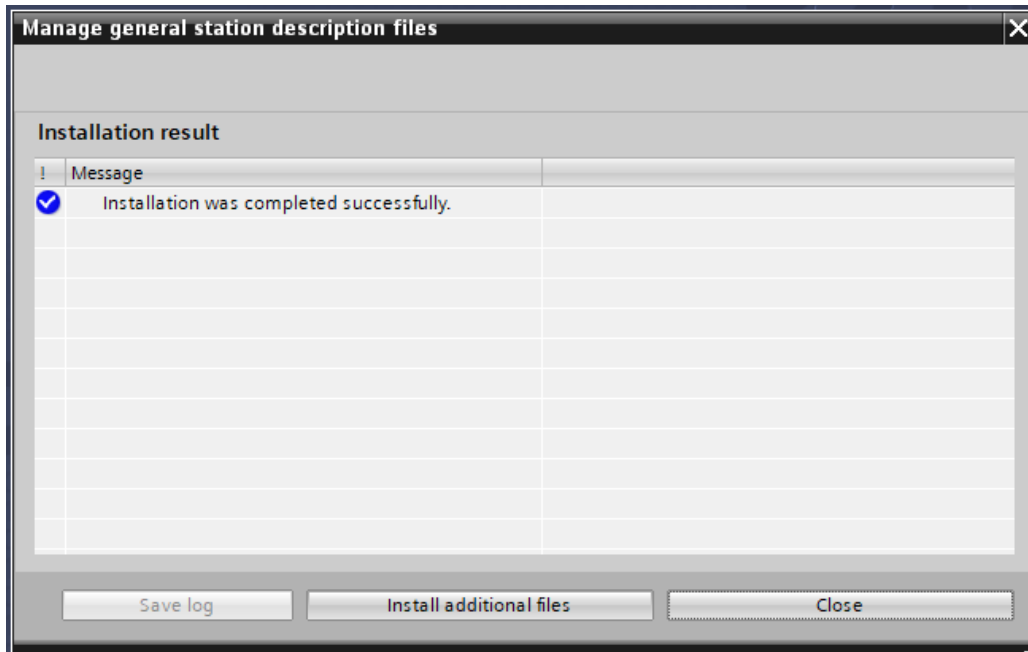 Manage general station description files
Installation result
! Message
Installation was completed successfully.
Save log Install additional files Close